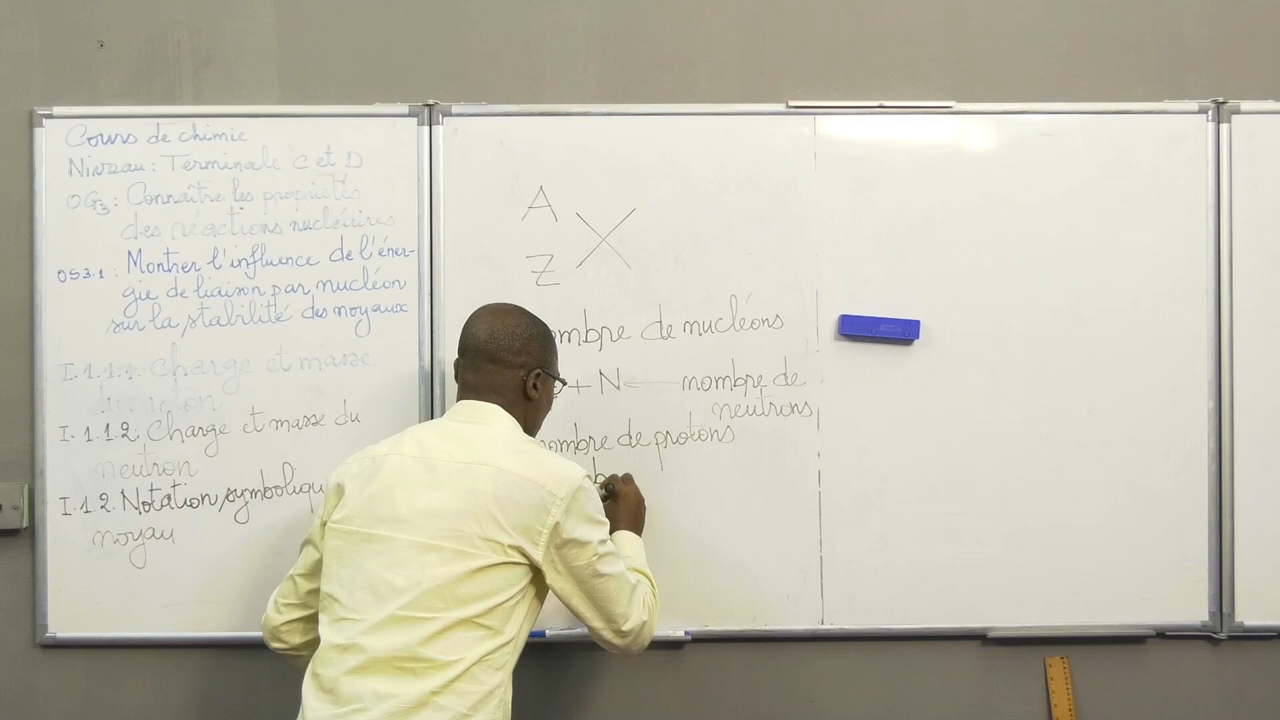 Cours de chimie
Niveau : Terminale C et D
OG3 : Connaître les propriétés
des réactions nucléaires
OS3.1 : Montrer l'influence de l'éner-
gie de liaison par nucléon
sur la stabilité des noyaux
I.1.1.1. Charge et masse
du proton
I.1.1.2. Charge et masse du
neutron
I.1.2. Notation symboliqu
noyau
A
X
Z
ombre de nucléons
+ N ← nombre de
neutrons
nombre de protons